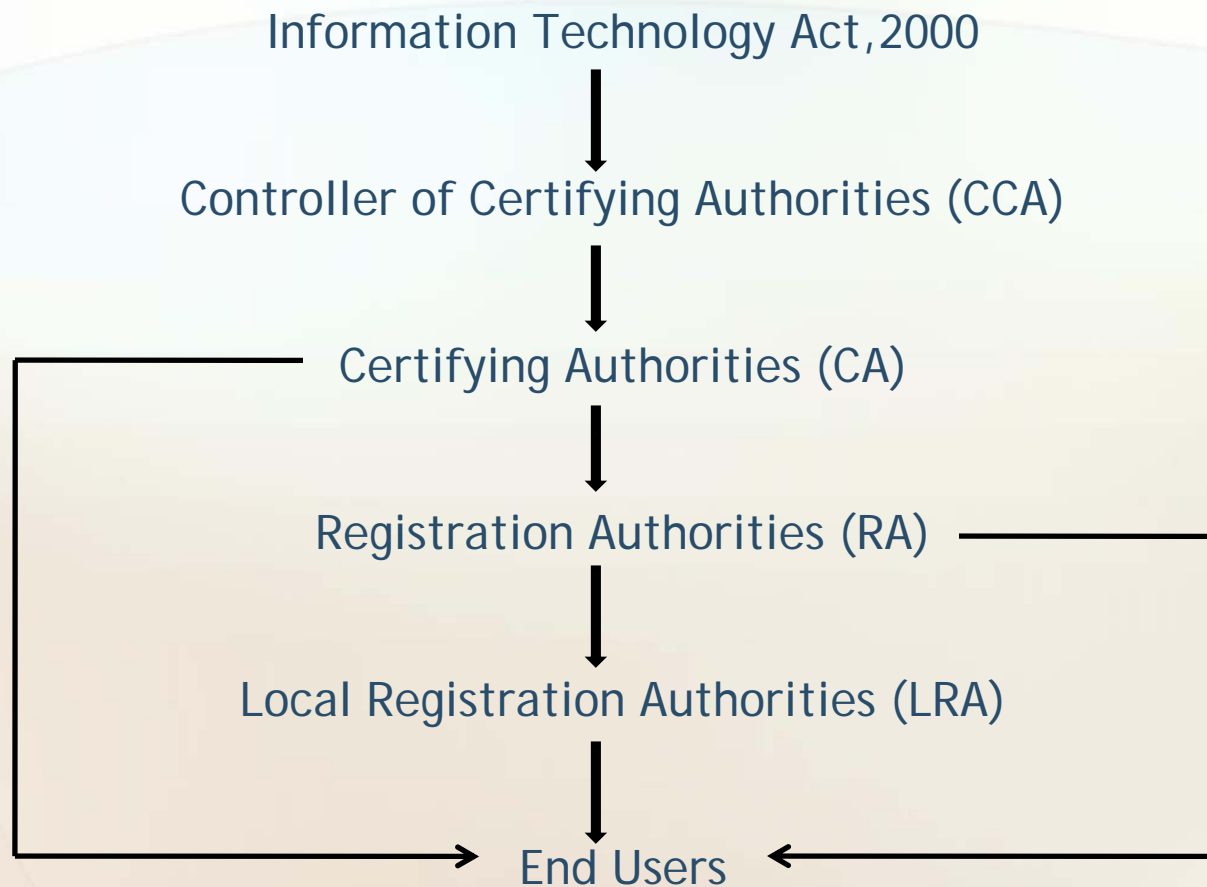 Information Technology Act,2000
Controller of Certifying Authorities (CCA)
Certifying Authorities (CA)
Registration Authorities (RA)
Local Registration Authorities (LRA)
End Users